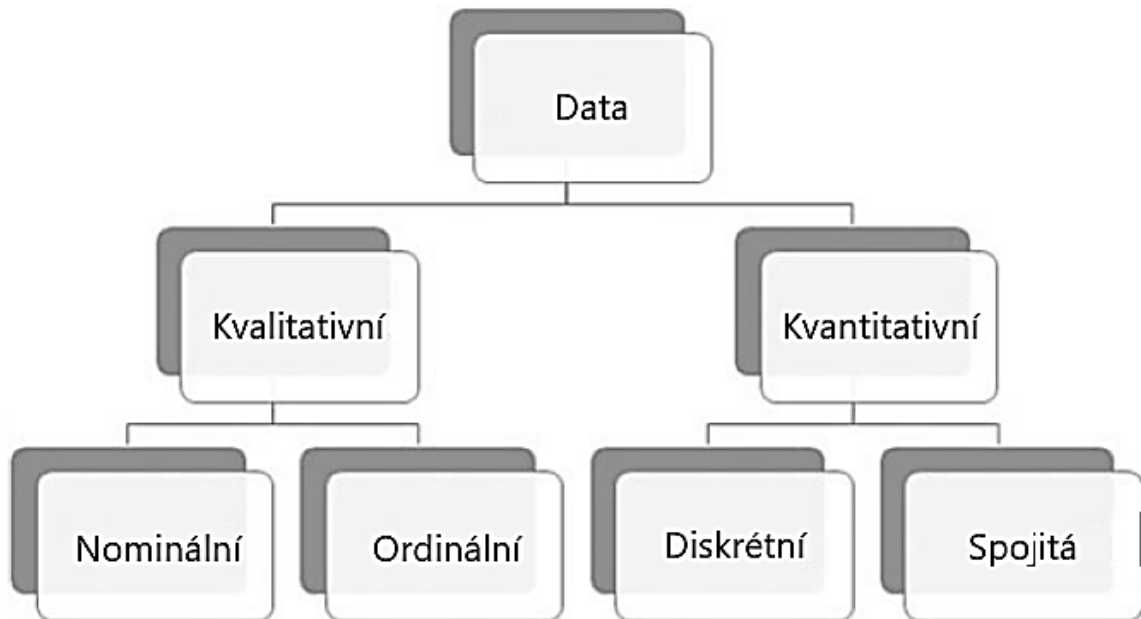 Data
Kvalitativní
Kvantitativní
Nominální
Ordinální
Diskrétní
Spojitá